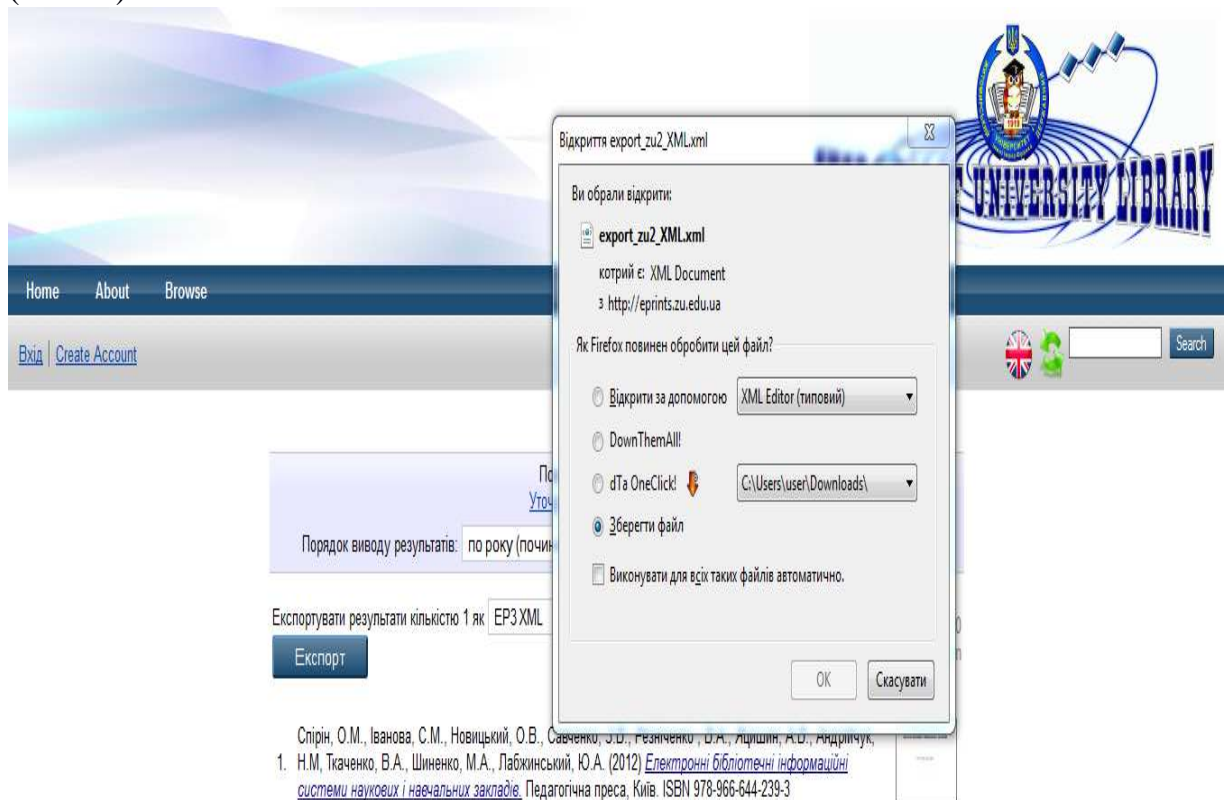 UNIVERSITY LIBRARY
Home About Browse
Вхід | Create Account
Search
Відкриття export_zu2_XML.xml
Ви обрали відкрити:
export_zu2_XML.xml
котрий є: XML Document
з http://eprints.zu.edu.ua
Як Firefox повинен обробити цей файл?
Відкрити за допомогою XML Editor (типовий)
DownThemAll!
dTa OneClick! C:\Users\user\Downloads\
Зберегти файл
Виконувати для всіх таких файлів автоматично.
OK Скасувати
Порядок виводу результатів: по року (почин
Експортувати результати кількістю 1 як EP3 XML
Експорт
Спірін, О.М., Іванова, С.М., Новицький, О.В.,
1. Н.М, Ткаченко, В.А., Шиненко, М.А., Лабжинський, Ю.А. (2012) Електронні бібліотечні інформаційні
системи наукових і навчальних закладів. Педагогічна преса, Київ. ISBN 978-966-644-239-3